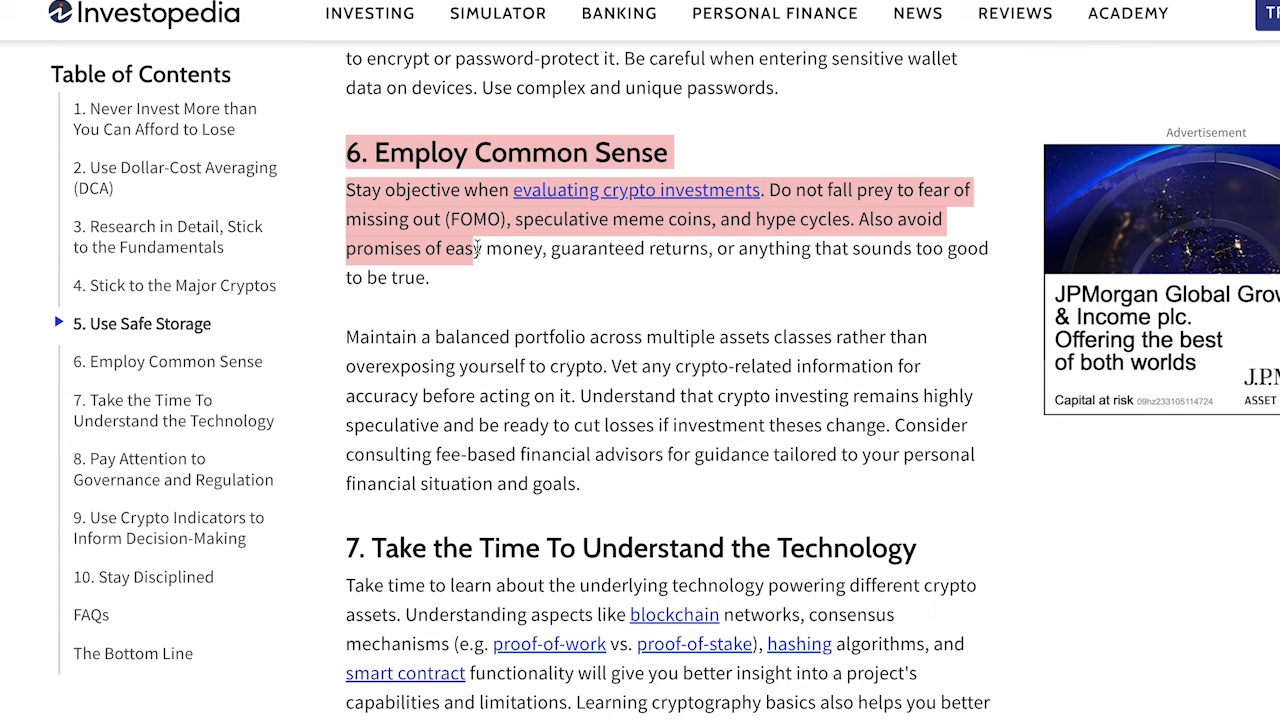 Investopedia
INVESTING SIMULATOR BANKING PERSONAL FINANCE NEWS REVIEWS ACADEMY
Table of Contents
1. Never Invest More than
You Can Afford to Lose
2. Use Dollar-Cost Averaging
(DCA)
3. Research in Detail, Stick
to the Fundamentals
4. Stick to the Major Cryptos
5. Use Safe Storage
6. Employ Common Sense
7. Take the Time To
Understand the Technology
8. Pay Attention to
Governance and Regulation
9. Use Crypto Indicators to
Inform Decision-Making
10. Stay Disciplined
FAQs
The Bottom Line
to encrypt or password-protect it. Be careful when entering sensitive wallet
data on devices. Use complex and unique passwords.
6. Employ Common Sense
Stay objective when evaluating crypto investments. Do not fall prey to fear of
missing out (FOMO), speculative meme coins, and hype cycles. Also avoid
promises of easy money, guaranteed returns, or anything that sounds too good
to be true.
Maintain a balanced portfolio across multiple assets classes rather than
overexposing yourself to crypto. Vet any crypto-related information for
accuracy before acting on it. Understand that crypto investing remains highly
speculative and be ready to cut losses if investment theses change. Consider
consulting fee-based financial advisors for guidance tailored to your personal
financial situation and goals.
7. Take the Time To Understand the Technology
Take time to learn about the underlying technology powering different crypto
assets. Understanding aspects like blockchain networks, consensus
mechanisms (e.g. proof-of-work vs. proof-of-stake), hashing algorithms, and
smart contract functionality will give you better insight into a project's
capabilities and limitations. Learning cryptography basics also helps you better
Advertisement
JPMorgan Global
& Income plc.
Offering the best
of both worlds
Capital at risk 09hz233105114724
ASSET